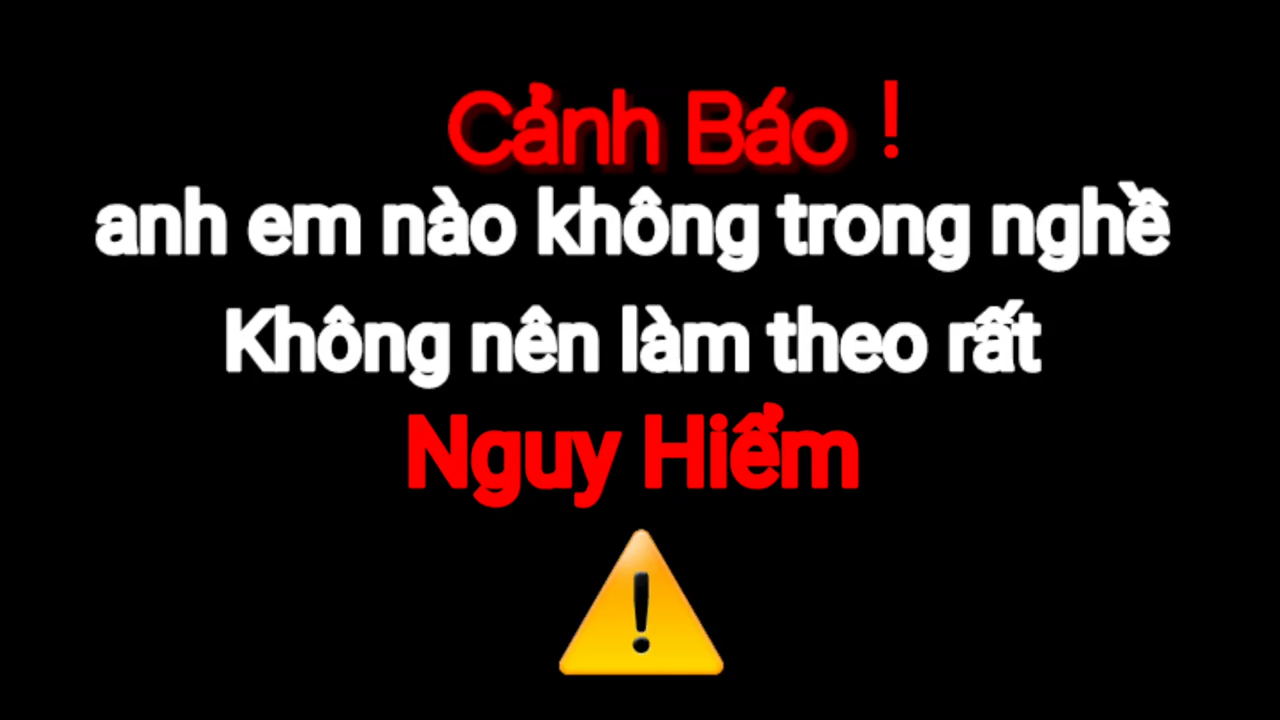 Cảnh Báo !
anh em nào không trong nghề
Không nên làm theo rất
Nguy Hiểm